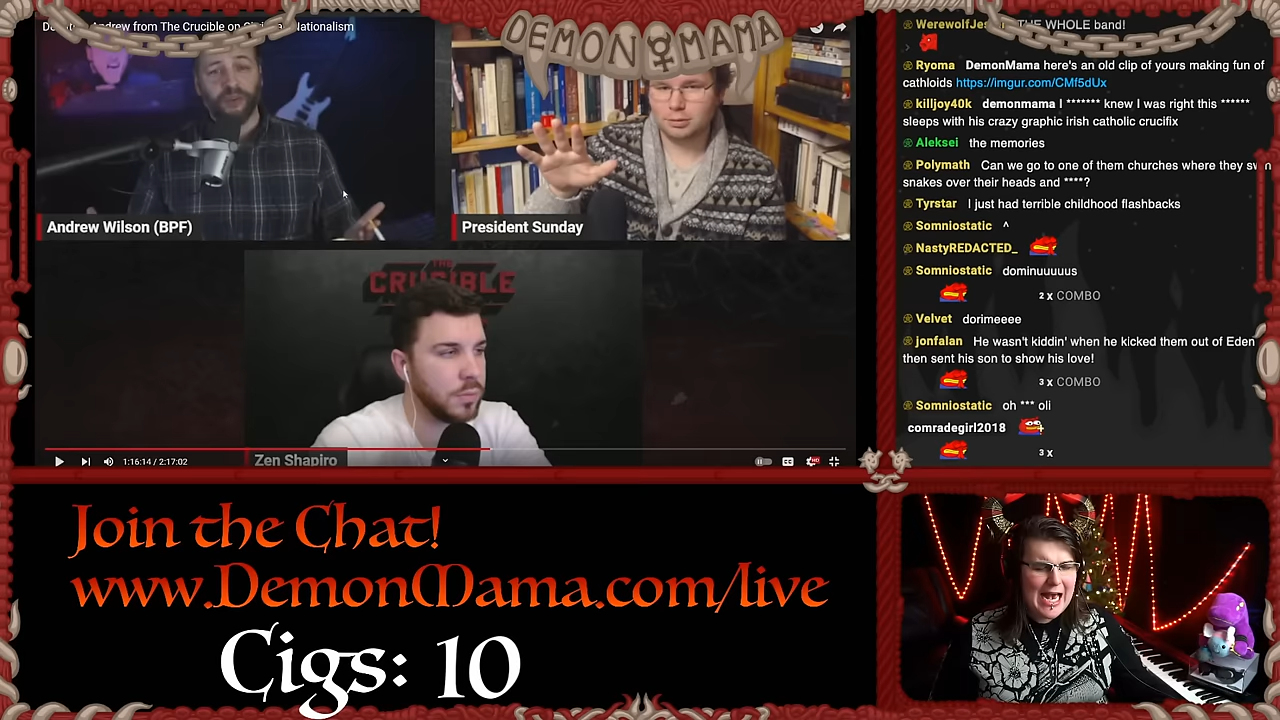 Andrew from The Crucible on
Nationalism
DEMON MAMA
Andrew Wilson (BPF)
President Sunday
THE
CRUCIBLE
Zen Shapiro
1:16:14 / 2:17:02
CC
HD
WHOLE band!
Ryoma DemonMama here's an old clip of yours making fun of
cathloids https://imgur.com/CMf5dUx
killjoy40k demonmama I ******* knew I was right this ******
sleeps with his crazy graphic irish catholic crucifix
Aleksei the memories
Polymath Can we go to one of them churches where they
snakes over their heads and ****?
Tyrstar I just had terrible childhood flashbacks
Somniostatic ^
NastyREDACTED_
Somniostatic dominuuuuus
2 x COMBO
Velvet dorimeeee
jonfalan He wasn't kiddin' when he kicked them out of Eden
then sent his son to show his love!
3 x COMBO
Somniostatic oh *** oli
comradegirl2018
3 x
Join the Chat!
www.DemonMama.com/live
Cigs: 10